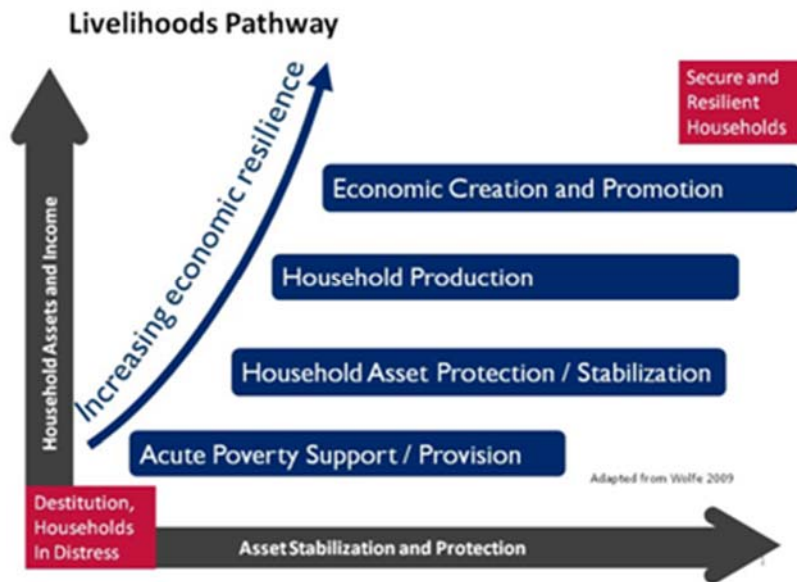 Livelihoods Pathway
Secure and
Resilient
Households
Increasing economic resilience
Household Assets and Income
Economic Creation and Promotion
Household Production
Household Asset Protection / Stabilization
Acute Poverty Support / Provision
Adapted from Wolfe 2009
Destitution,
Households
In Distress
Asset Stabilization and Protection